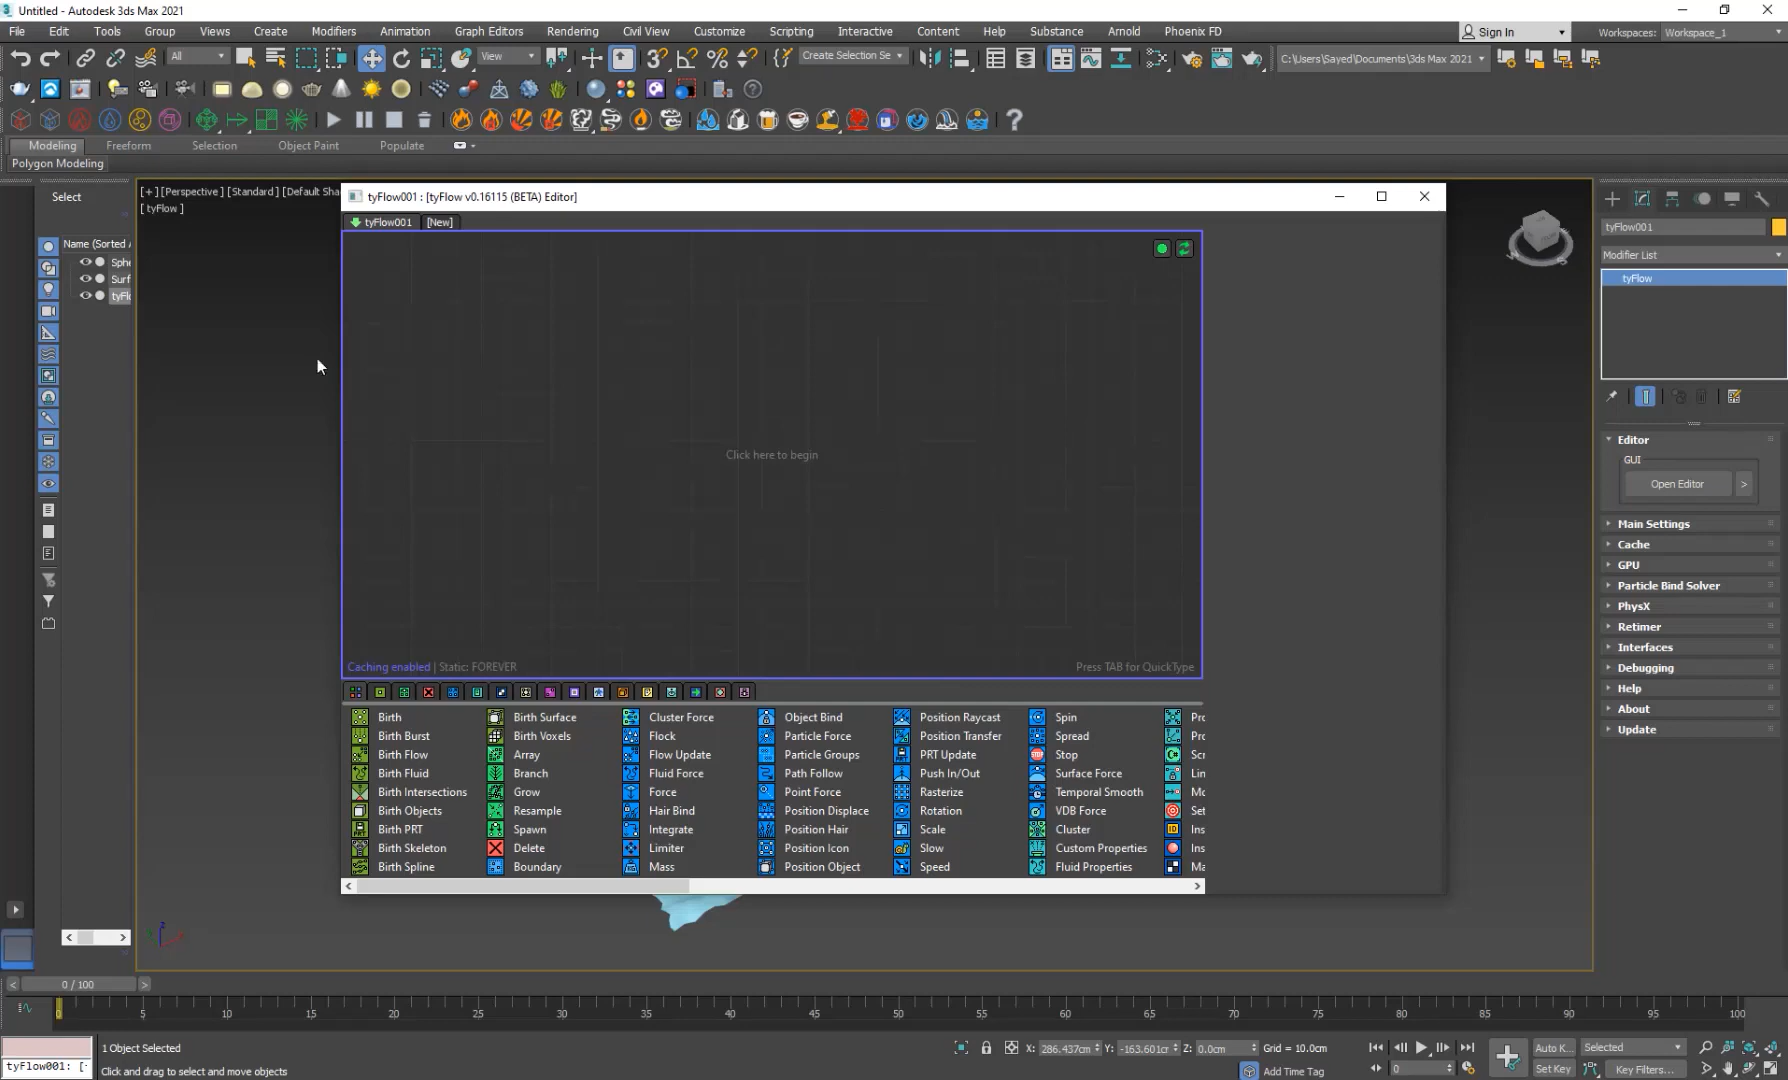 Untitled - Autodesk 3ds Max 2021
File Edit Tools Group Views Create Modifiers Animation Graph Editors Rendering Civil View Customize Scripting Interactive Content Help Substance Arnold Phoenix FD
Sign In Workspaces: Workspace_1
All View Create Selection Se C:\Users\Sayed\Documents\3ds Max 2021
Modeling Freeform Selection Object Paint Populate
Polygon Modeling
Select
[+] [Perspective] [Standard] [Default Sha
[ tyFlow ]
Name (Sorted A
Sphe
Surf
tyFlo
tyFlow001 : [tyFlow v0.16115 (BETA) Editor]
tyFlow001 [New]
Click here to begin
Caching enabled | Static: FOREVER
Press TAB for QuickType
Birth Birth Surface Cluster Force Object Bind Position Raycast Spin Prc
Birth Burst Birth Voxels Flock Particle Force Position Transfer Spread Prc
Birth Flow Array Flow Update Particle Groups PRT Update Stop Scr
Birth Fluid Branch Fluid Force Path Follow Push In/Out Surface Force Lin
Birth Intersections Grow Force Point Force Rasterize Temporal Smooth Mc
Birth Objects Resample Hair Bind Position Displace Rotation VDB Force Set
Birth PRT Spawn Integrate Position Hair Scale Cluster Ins
Birth Skeleton Delete Limiter Position Icon Slow Custom Properties Ins
Birth Spline Boundary Mass Position Object Speed Fluid Properties Ma
tyFlow001
Modifier List
tyFlow
Editor
GUI
Open Editor >
Main Settings
Cache
GPU
Particle Bind Solver
PhysX
Retimer
Interfaces
Debugging
Help
About
Update
< 0 / 100 >
0 5 10 15 20 25 30 35 40 45 50 55 60 65 70 75 80 85 90 95 100
1 Object Selected
X: 286.437cm Y: -163.601cr Z: 0.0cm Grid = 10.0cm
Auto K... Selected
tyFlow001: [
Click and drag to select and move objects
Add Time Tag
0
Set Key Key Filters...